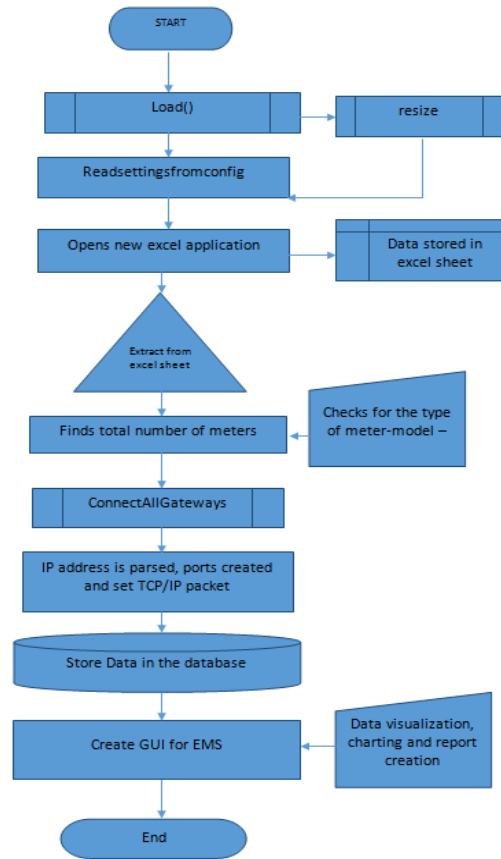 START
Load()
resize
Readsettingsfromconfig
Opens new excel application
Data stored in
excel sheet
Extract from
excel sheet
Finds total number of meters
Checks for the type
of meter-model –
ConnectAllGateways
IP address is parsed, ports created
and set TCP/IP packet
Store Data in the database
Create GUI for EMS
Data visualization,
charting and report
creation
End